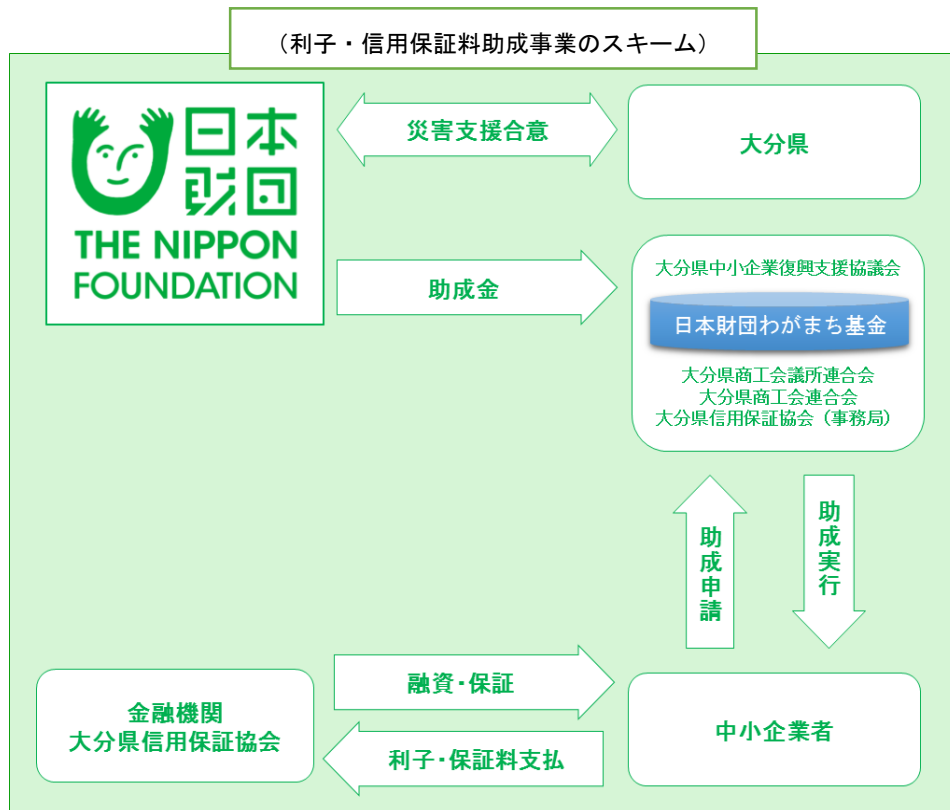 （利子・信用保証料助成事業のスキーム）
日本
財団
THE NIPPON
FOUNDATION
災害支援合意
大分県
助成金
大分県中小企業復興支援協議会
日本財団わがまち基金
大分県商工会議所連合会
大分県商工会連合会
大分県信用保証協会（事務局）
助成申請
助成実行
融資・保証
金融機関
大分県信用保証協会
中小企業者
利子・保証料支払